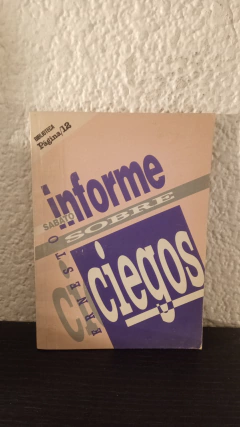 BIBLIOTECA
Página/12
informe
SABATO
SOBRE
ciegos
ERNESTO